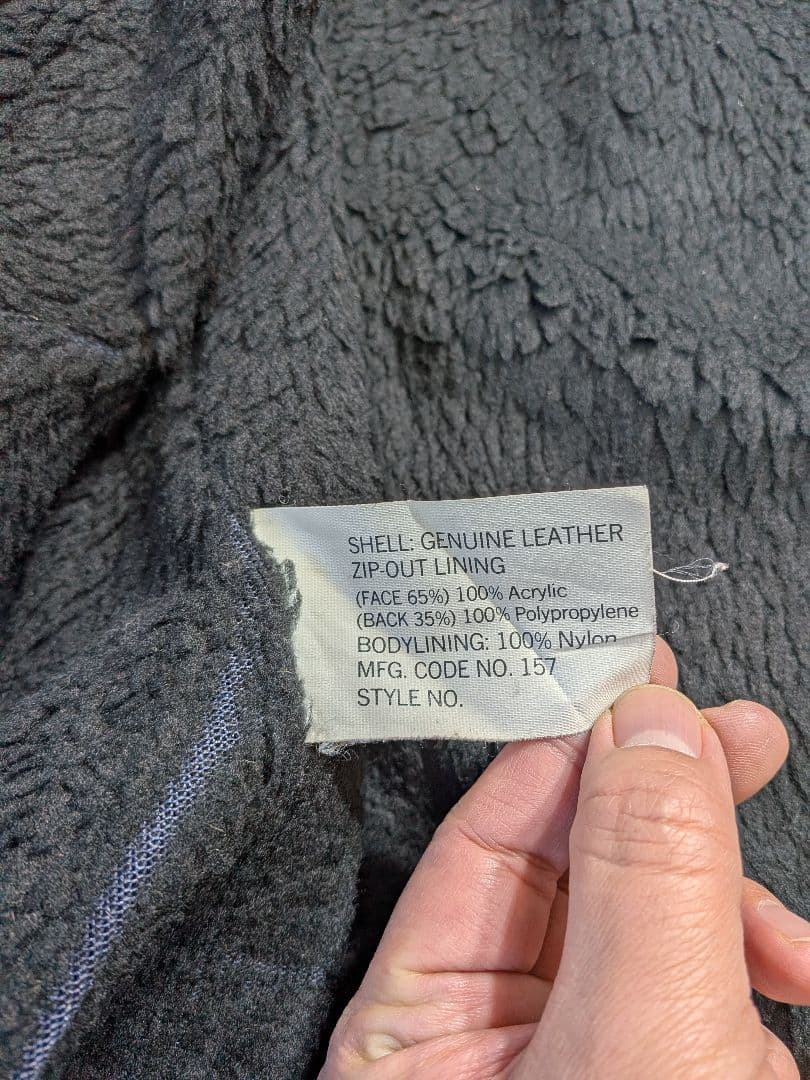 SHELL: GENUINE LEATHER
ZIP-OUT LINING
(FACE 65%) 100% Acrylic
(BACK 35%) 100% Polypropylene
BODYLINING: 100% Nylon
MFG. CODE NO. 157
STYLE NO.